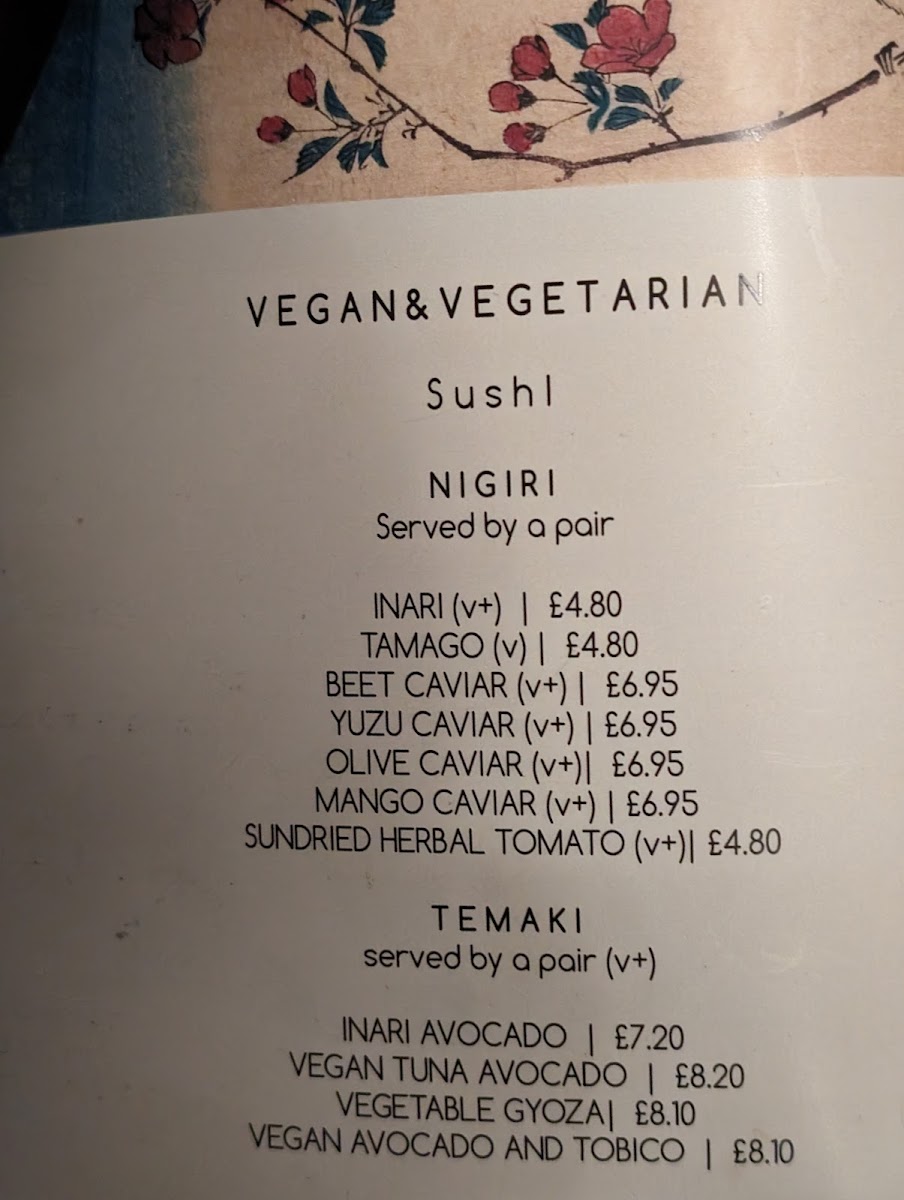 VEGAN&VEGETARIAN
SushI
NIGIRI
Served by a pair
INARI (v+) | £4.80
TAMAGO (v) | £4.80
BEET CAVIAR (v+) | £6.95
YUZU CAVIAR (v+) | £6.95
OLIVE CAVIAR (v+)| £6.95
MANGO CAVIAR (v+) | £6.95
SUNDRIED HERBAL TOMATO (v+)| £4.80
TEMAKI
served by a pair (v+)
INARI AVOCADO | £7.20
VEGAN TUNA AVOCADO | £8.20
VEGETABLE GYOZA| £8.10
VEGAN AVOCADO AND TOBICO | £8.10